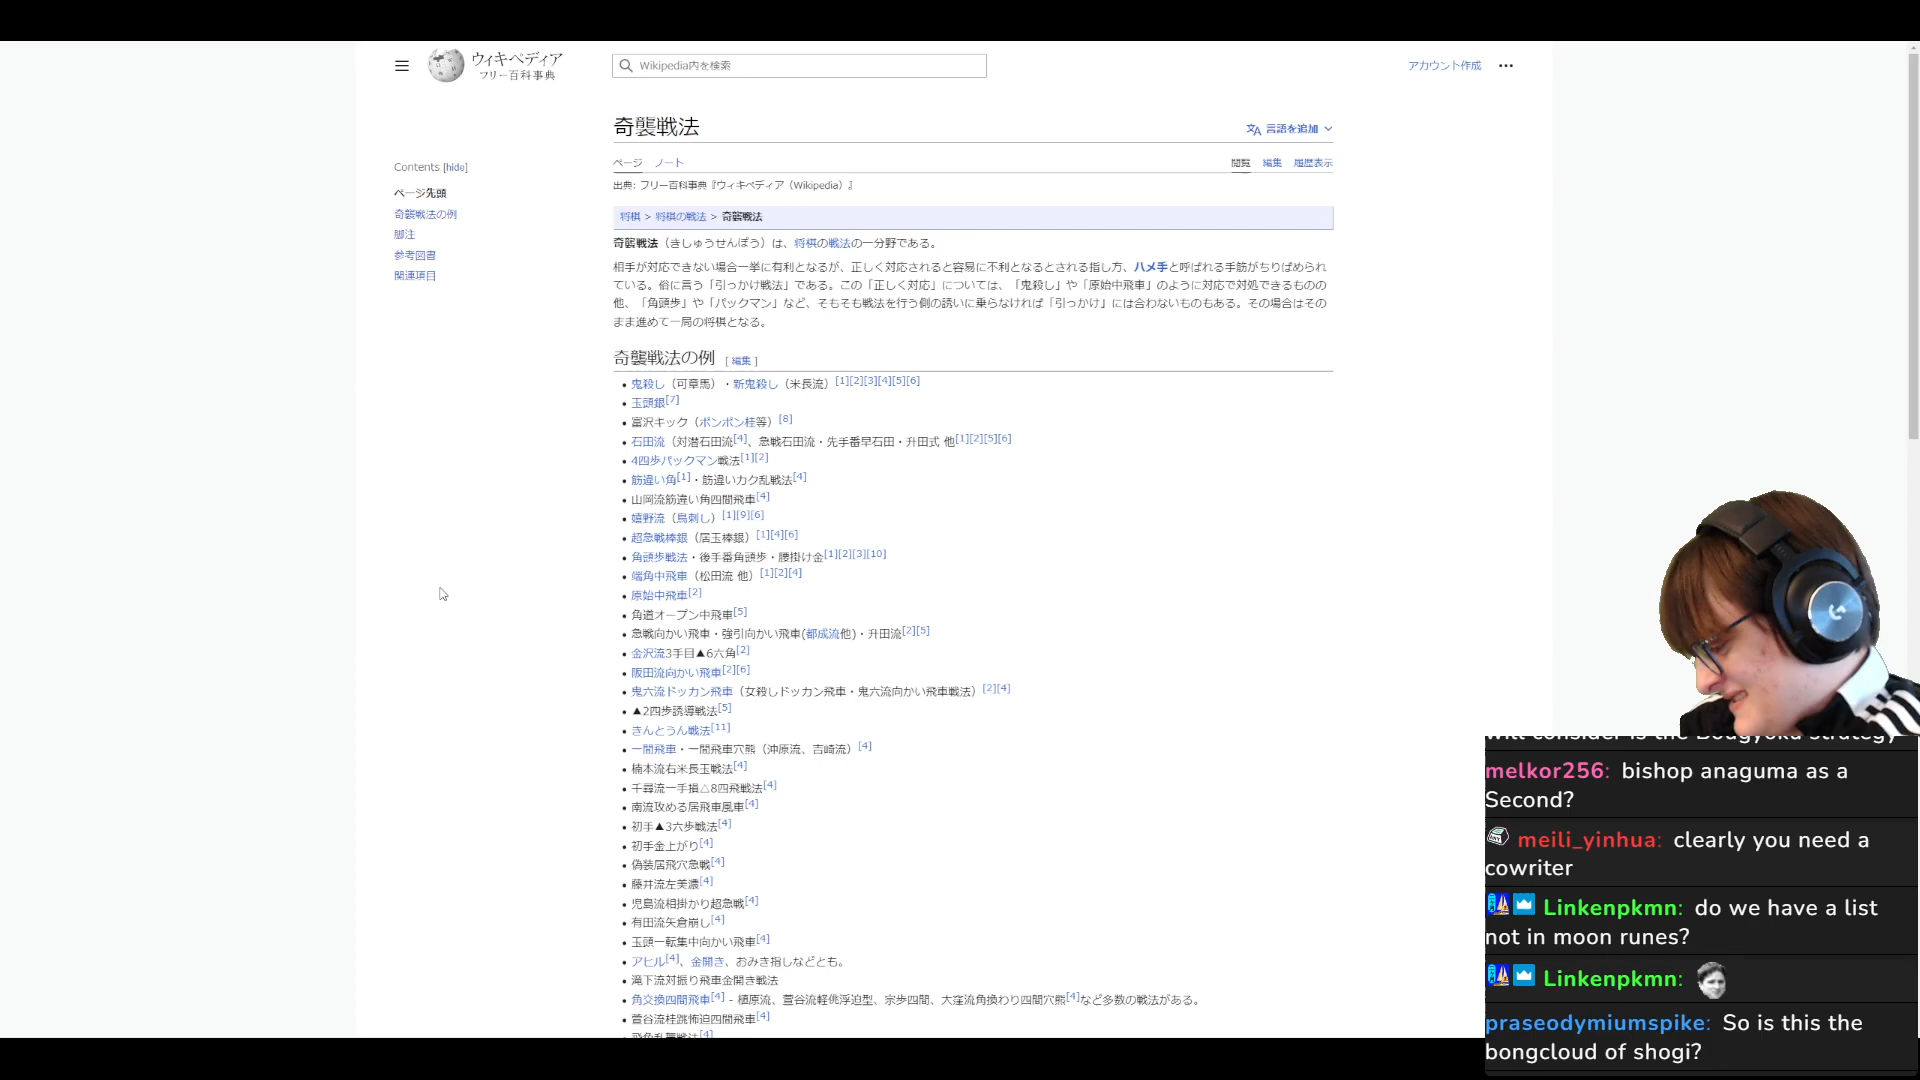 ウィキペディア
フリー百科事典
Wikipedia内を検索
アカウント作成
奇襲戦法
言語を追加
Contents [hide]
ページ先頭
奇襲戦法の例
脚注
参考図書
関連項目
ページ ノート
閲覧 編集 履歴表示
出典: フリー百科事典『ウィキペディア（Wikipedia）』
将棋 > 将棋の戦法 > 奇襲戦法
奇襲戦法（きしゅうせんぽう）は、将棋の戦法の一分野である。
相手が対応できない場合一挙に有利となるが、正しく対応されると容易に不利となるとされる指し方、ハメ手と呼ばれる手筋がちりばめられ
ている。俗に言う「引っかけ戦法」である。この「正しく対応」については、「鬼殺し」や「原始中飛車」のように対応で対処できるものの
他、「角頭歩」や「パックマン」など、そもそも戦法を行う側の誘いに乗らなければ「引っかけ」には合わないものもある。その場合はその
まま進めて一局の将棋となる。
奇襲戦法の例 [ 編集 ]
鬼殺し（可章馬）・新鬼殺し（米長流）[1][2][3][4][5][6]
玉頭銀[7]
富沢キック（ポンポン桂等）[8]
石田流（対潜石田流[4]、急戦石田流・先手番早石田・升田式 他[1][2][5][6]
4四歩パックマン戦法[1][2]
筋違い角[1]・筋違いカク乱戦法[4]
山岡流筋違い角四間飛車[4]
嬉野流（鳥刺し）[1][9][6]
超急戦棒銀（居玉棒銀）[1][4][6]
角頭歩戦法・後手番角頭歩・腰掛け金[1][2][3][10]
端角中飛車（松田流 他）[1][2][4]
原始中飛車[2]
角道オープン中飛車[5]
急戦向かい飛車・強引向かい飛車(都成流他)・升田流[2][5]
金沢流3手目▲6六角[2]
阪田流向かい飛車[2][6]
鬼六流ドッカン飛車（女殺しドッカン飛車・鬼六流向かい飛車戦法）[2][4]
▲2四歩誘導戦法[5]
きんとうん戦法[11]
一間飛車・一間飛車穴熊（沖原流、吉崎流）[4]
楠本流右米長玉戦法[4]
千尋流一手損△8四飛戦法[4]
南流攻める居飛車風車[4]
初手▲3六歩戦法[4]
初手金上がり[4]
偽装居飛穴急戦[4]
藤井流左美濃[4]
児島流相掛かり超急戦[4]
有田流矢倉崩し[4]
玉頭一転集中向かい飛車[4]
アヒル[4]、金開き、おみき指しなどとも。
滝下流対振り飛車金開き戦法
角交換四間飛車[4] - 植原流、萱谷流軽佻浮迫型、宗歩四間、大窪流角換わり四間穴熊[4]など多数の戦法がある。
萱谷流桂跳怖迫四間飛車[4]
will consider is the Bougyoku strategy
melkor256: bishop anaguma as a
Second?
meili_yinhua: clearly you need a
cowriter
Linkenpkmn: do we have a list
not in moon runes?
Linkenpkmn:
praseodymiumspike: So is this the
bongcloud of shogi?